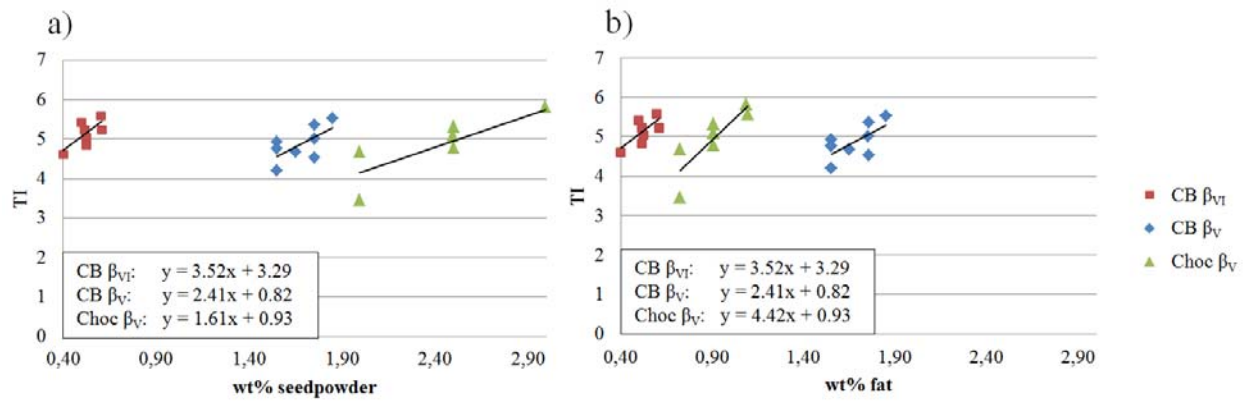 a)
7
6
5
4
3
2
1
0
TI
CB βVI: y = 3.52x + 3.29
CB βV: y = 2.41x + 0.82
Choc βV: y = 1.61x + 0.93
0,40 0,90 1,40 1,90 2,40 2,90
wt% seedpowder
b)
7
6
5
4
3
2
1
0
TI
CB βVI: y = 3.52x + 3.29
CB βV: y = 2.41x + 0.82
Choc βV: y = 4.42x + 0.93
0,40 0,90 1,40 1,90 2,40 2,90
wt% fat
CB βVI
CB βV
Choc βV